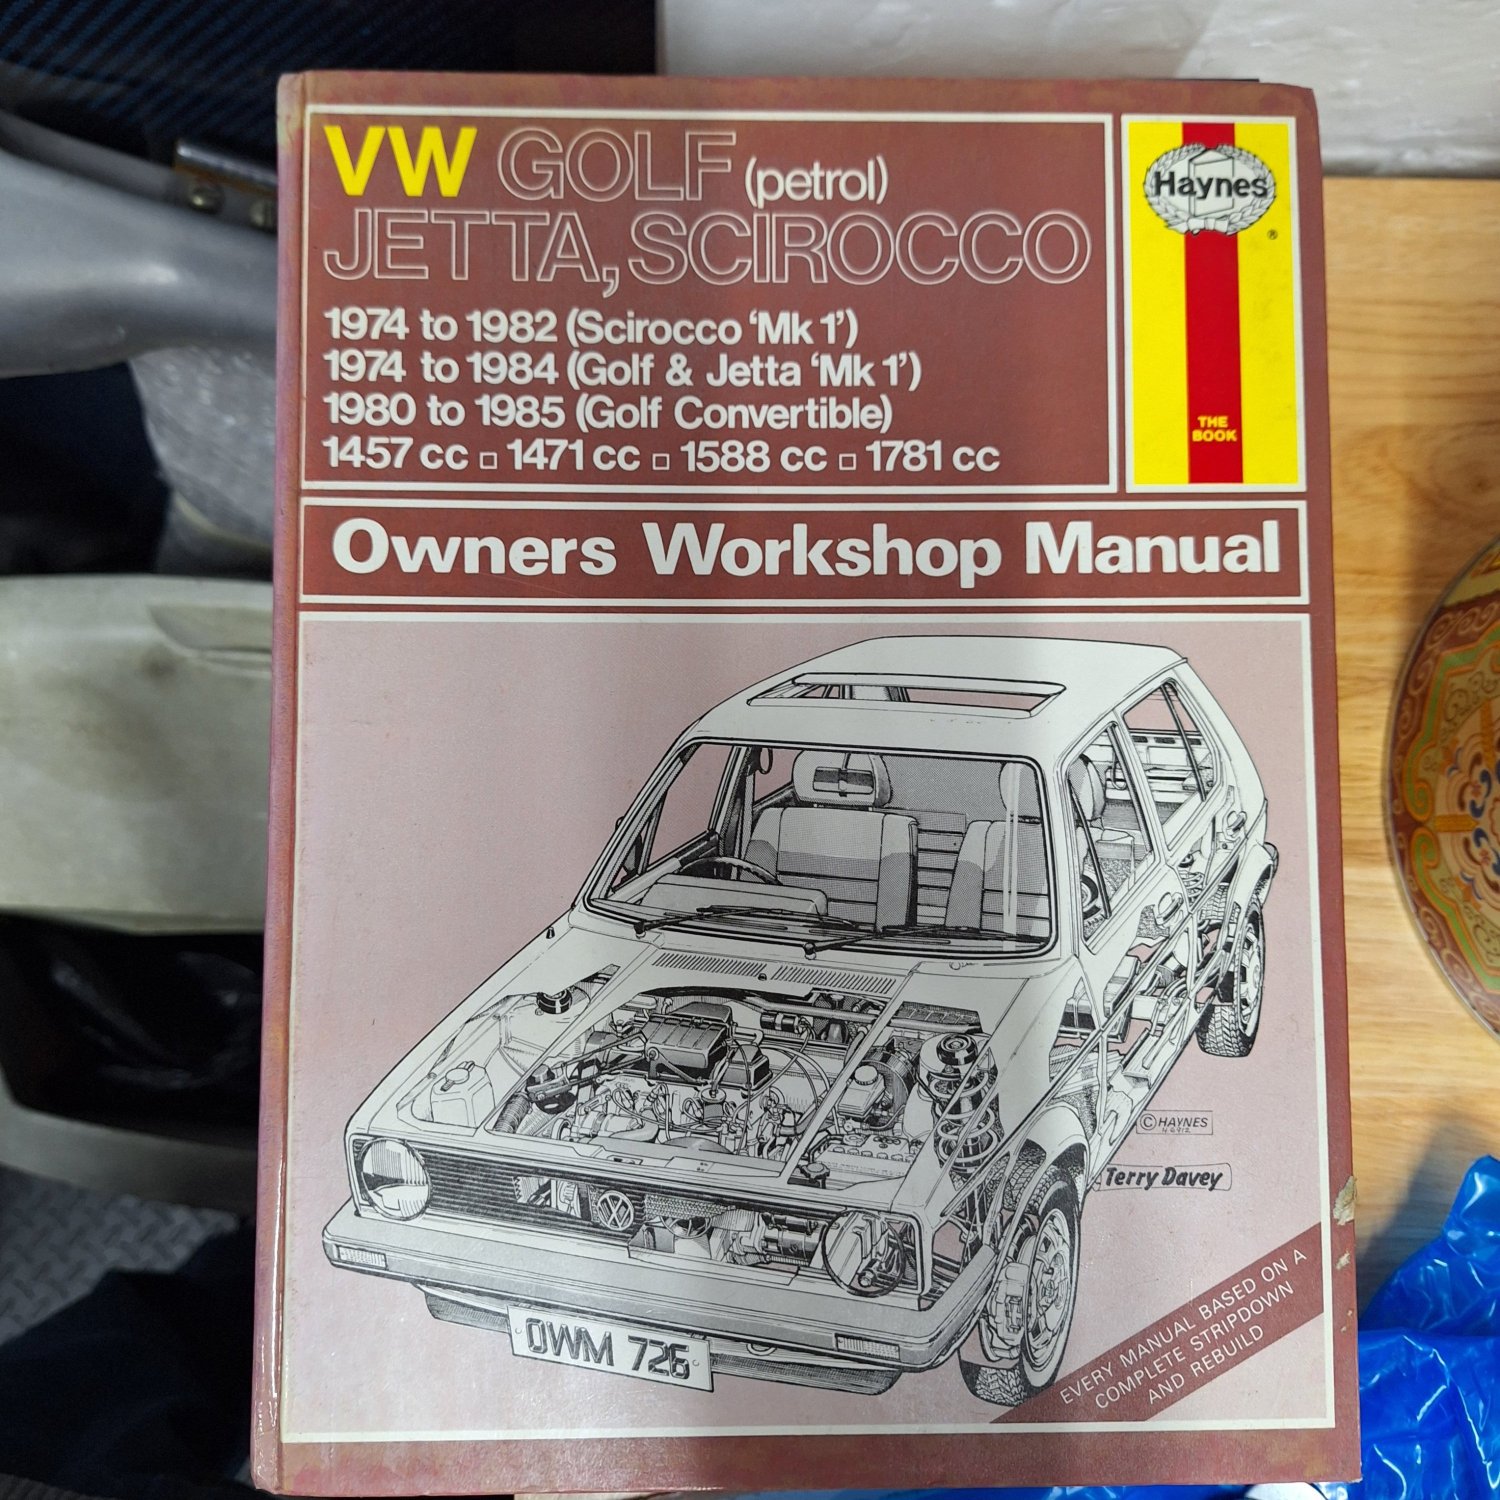 VW GOLF (petrol)
JETTA, SCIROCCO
1974 to 1982 (Scirocco 'Mk 1')
1974 to 1984 (Golf & Jetta 'Mk 1')
1980 to 1985 (Golf Convertible)
1457 cc □ 1471 cc □ 1588 cc □ 1781 cc
Haynes
®
THE
BOOK
Owners Workshop Manual
© HAYNES
Terry Davey
OWM 726
EVERY MANUAL BASED ON A
COMPLETE STRIPDOWN
AND REBUILD